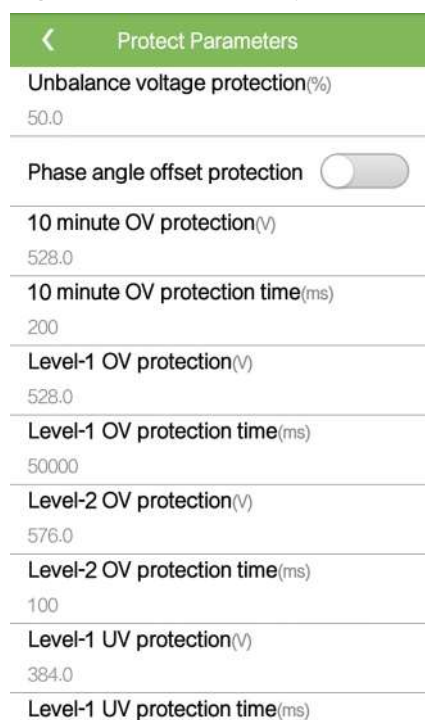 Protect Parameters
Unbalance voltage protection(%)
50.0
Phase angle offset protection
10 minute OV protection(V)
528.0
10 minute OV protection time(ms)
200
Level-1 OV protection(V)
528.0
Level-1 OV protection time(ms)
50000
Level-2 OV protection(V)
576.0
Level-2 OV protection time(ms)
100
Level-1 UV protection(V)
384.0
Level-1 UV protection time(ms)